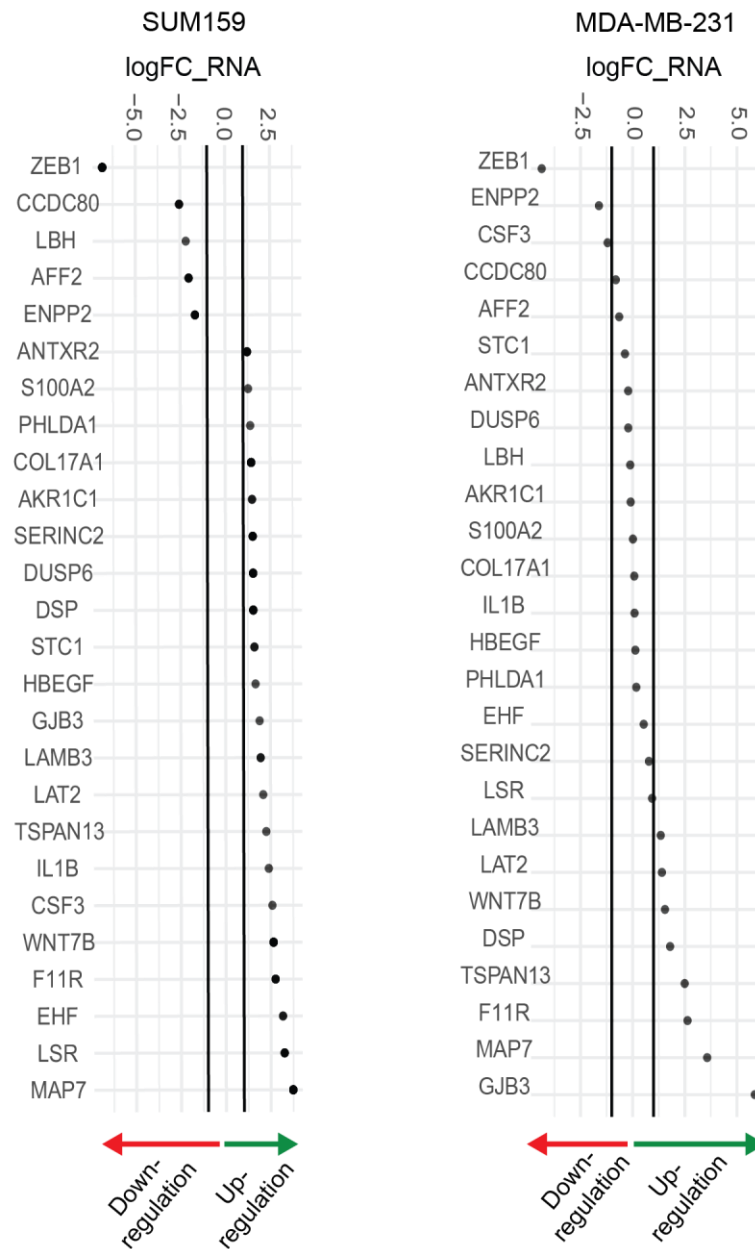 SUM159
logFC_RNA
-5.0
-2.5
0.0
2.5
ZEB1
CCDC80
LBH
AFF2
ENPP2
ANTXR2
S100A2
PHLDA1
COL17A1
AKR1C1
SERINC2
DUSP6
DSP
STC1
HBEGF
GJB3
LAMB3
LAT2
TSPAN13
IL1B
CSF3
WNT7B
F11R
EHF
LSR
MAP7
Down-
regulation
Up-
regulation
MDA-MB-231
logFC_RNA
-2.5
0.0
2.5
5.0
ZEB1
ENPP2
CSF3
CCDC80
AFF2
STC1
ANTXR2
DUSP6
LBH
AKR1C1
S100A2
COL17A1
IL1B
HBEGF
PHLDA1
EHF
SERINC2
LSR
LAMB3
LAT2
WNT7B
DSP
TSPAN13
F11R
MAP7
GJB3
Down-
regulation
Up-
regulation